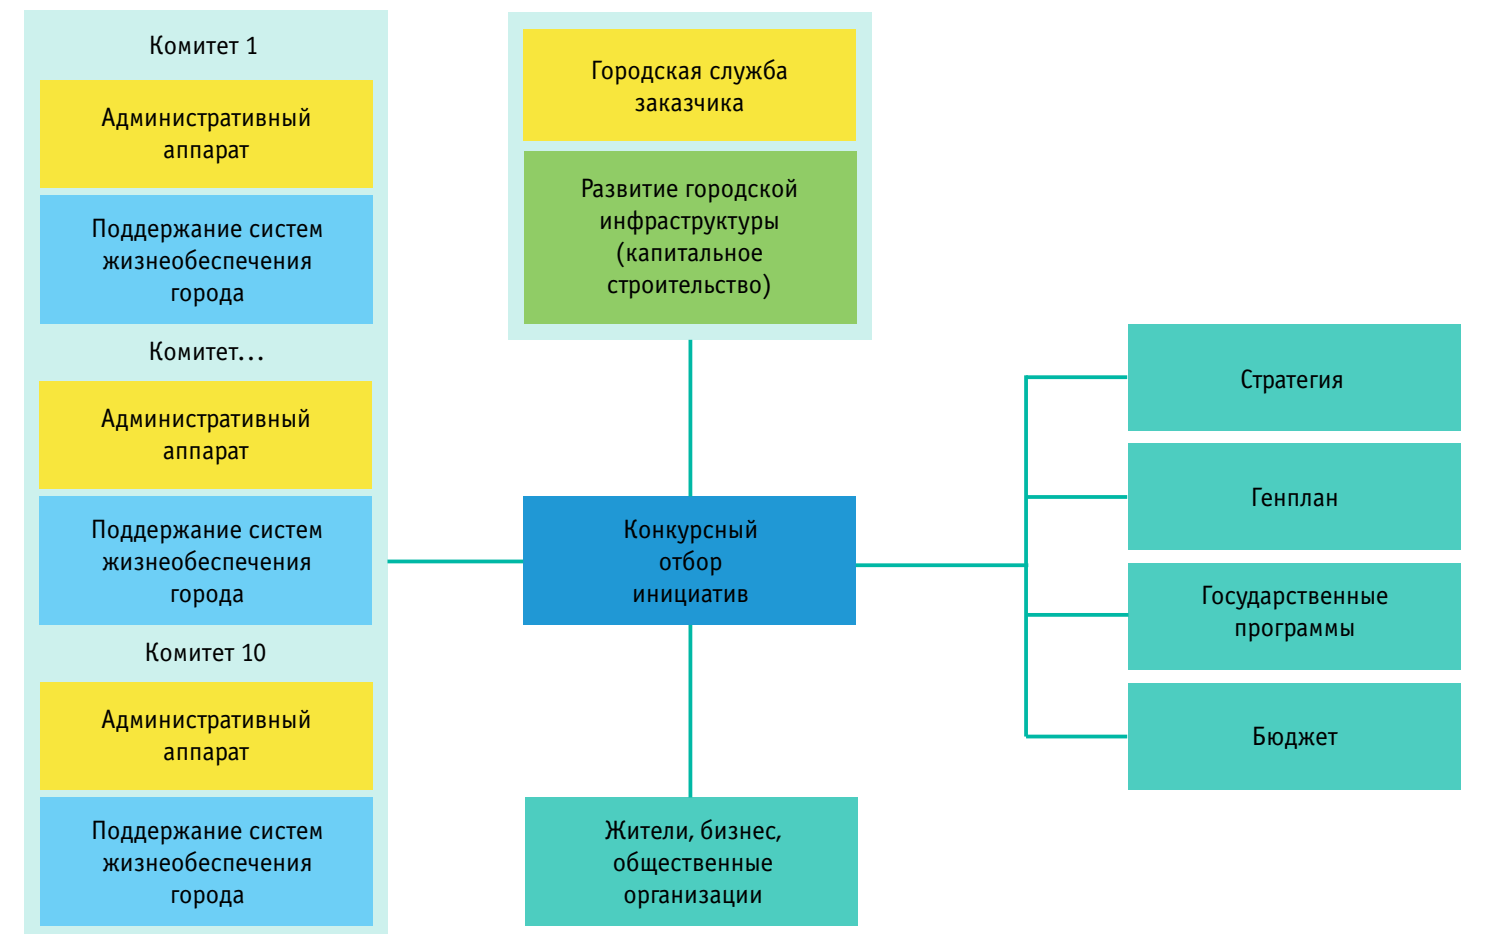 Комитет 1
Административный
аппарат
Поддержание систем
жизнеобеспечения
города
Комитет...
Административный
аппарат
Поддержание систем
жизнеобеспечения
города
Комитет 10
Административный
аппарат
Поддержание систем
жизнеобеспечения
города
Городская служба
заказчика
Развитие городской
инфраструктуры
(капитальное
строительство)
Конкурсный
отбор
инициатив
Жители, бизнес,
общественные
организации
Стратегия
Генплан
Государственные
программы
Бюджет